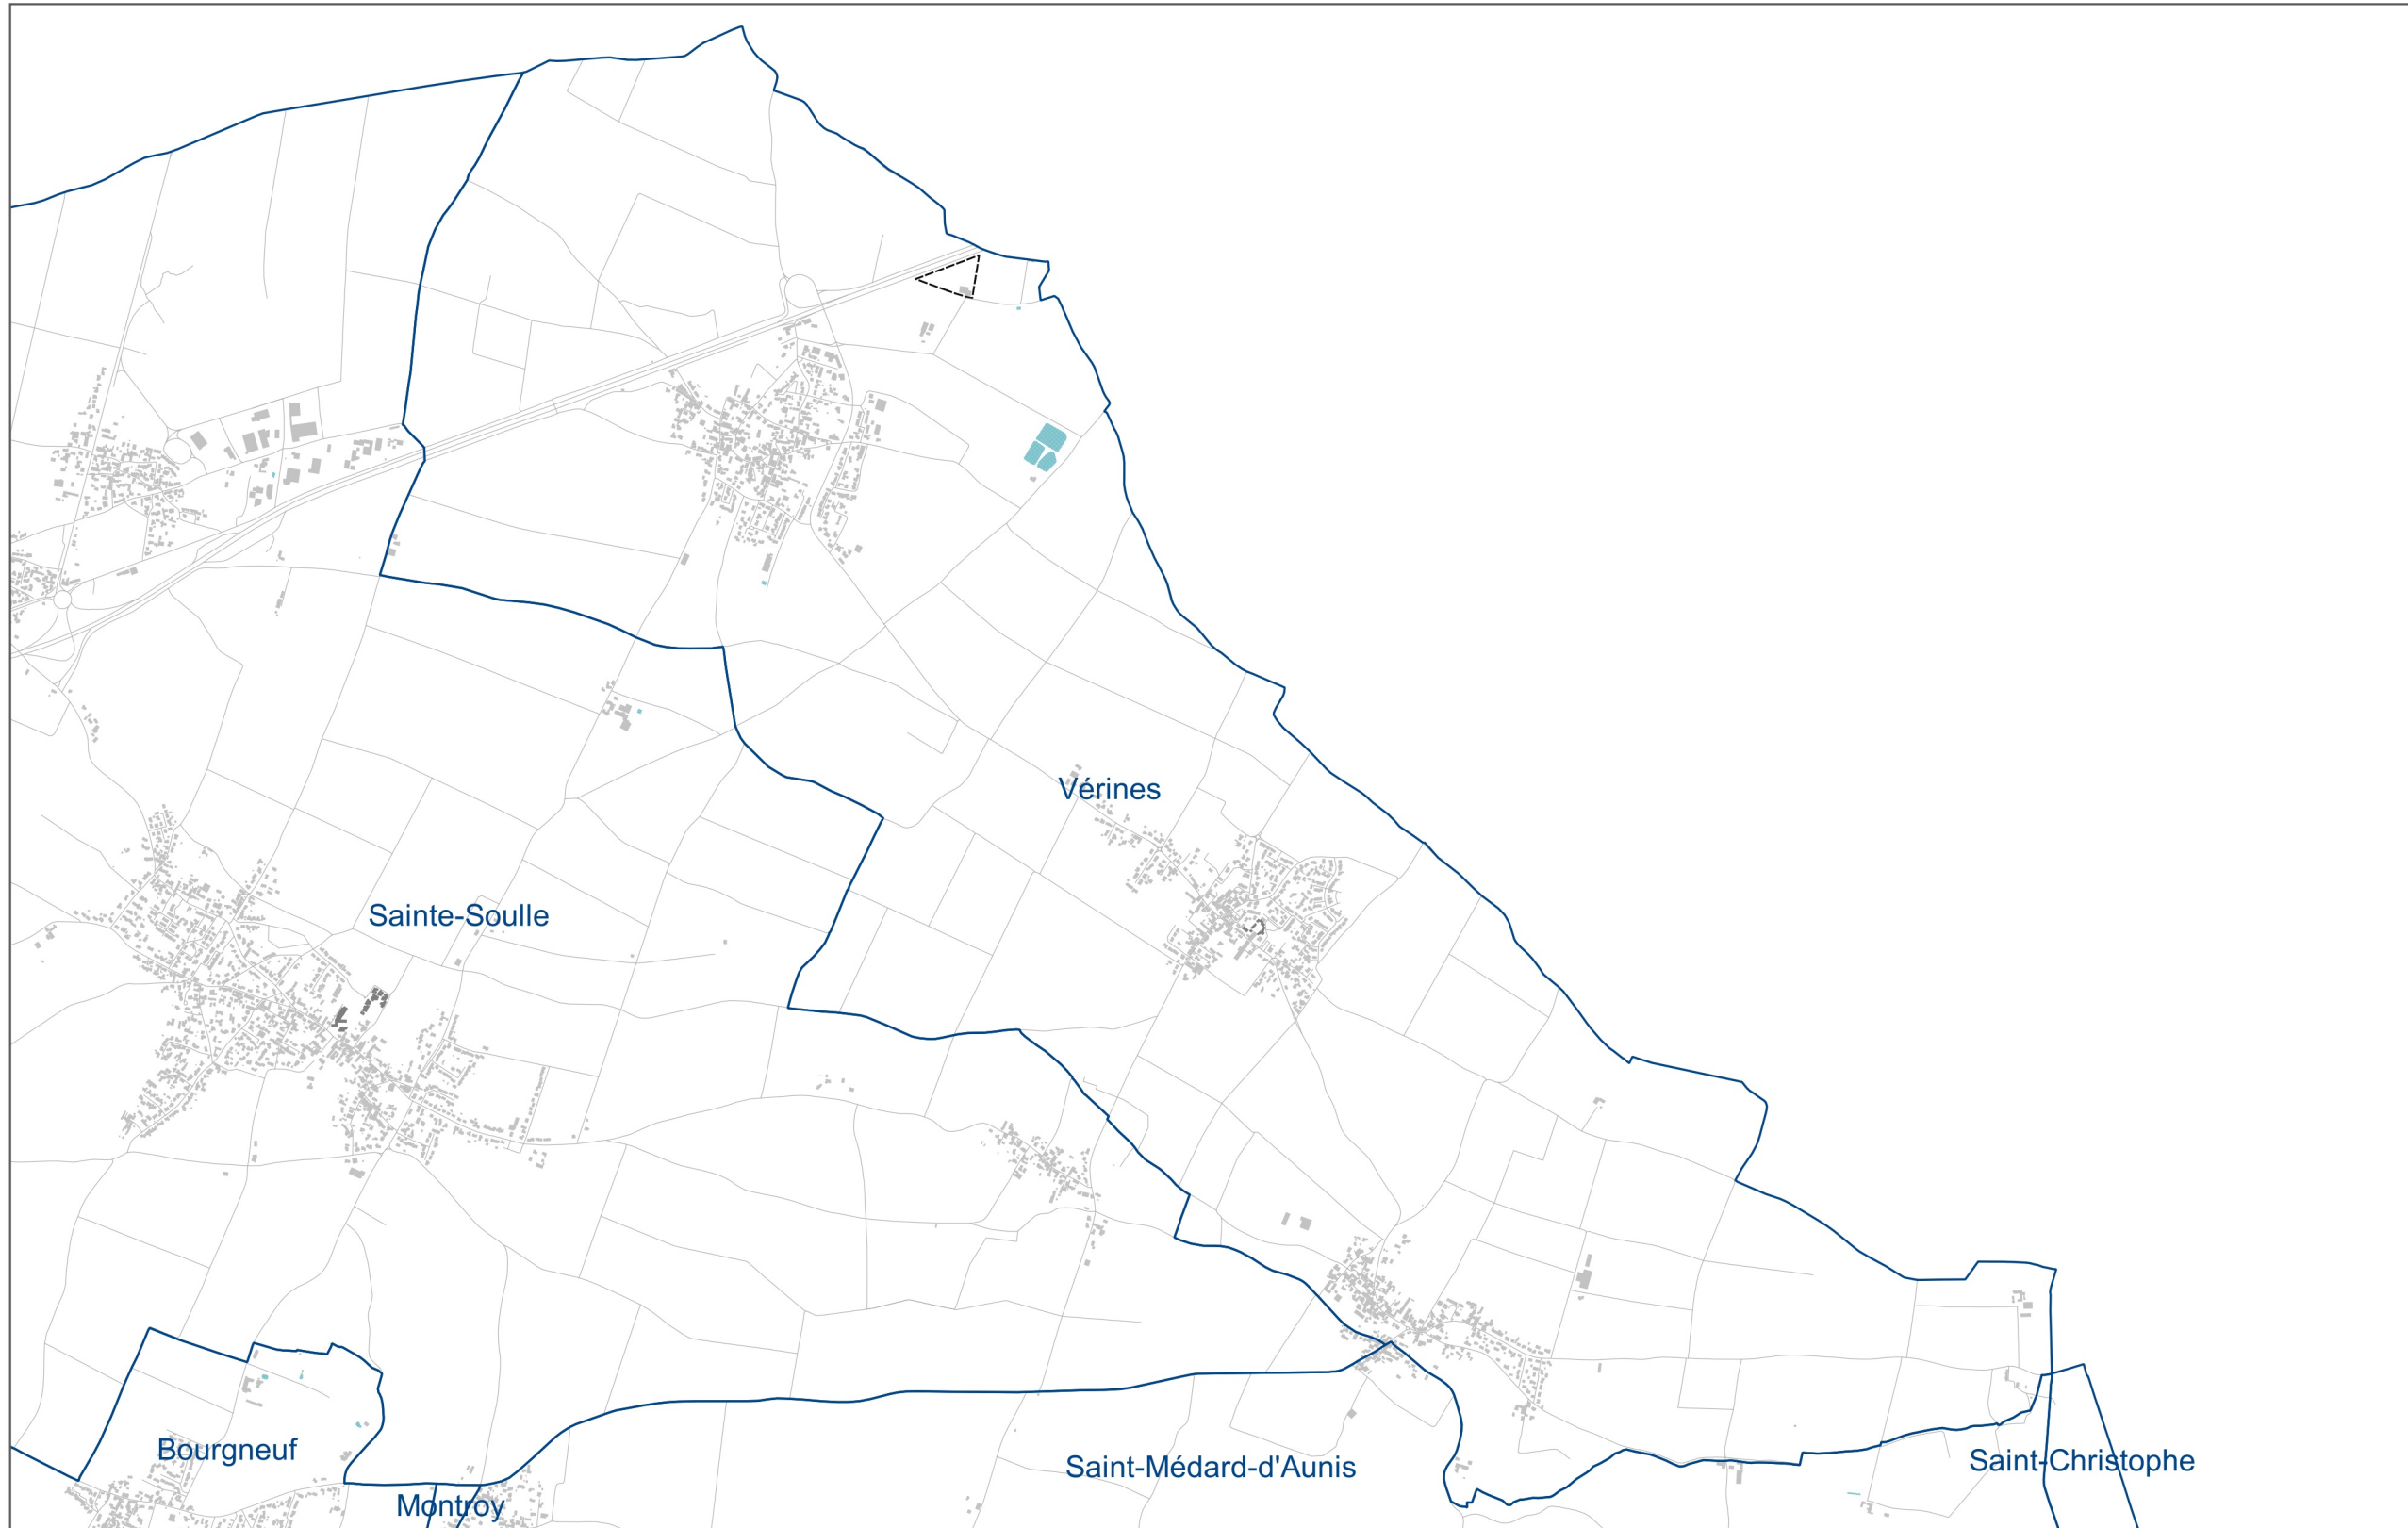 Vérines
Sainte-Soulle
Bourgneuf
Saint-Médard-d'Aunis
Saint-Christophe
Montroy